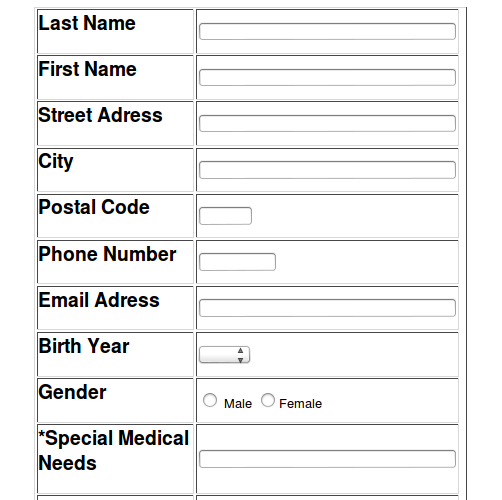 Last Name
First Name
Street Adress
City
Postal Code
Phone Number
Email Adress
Birth Year
Gender
Male Female
*Special Medical
Needs